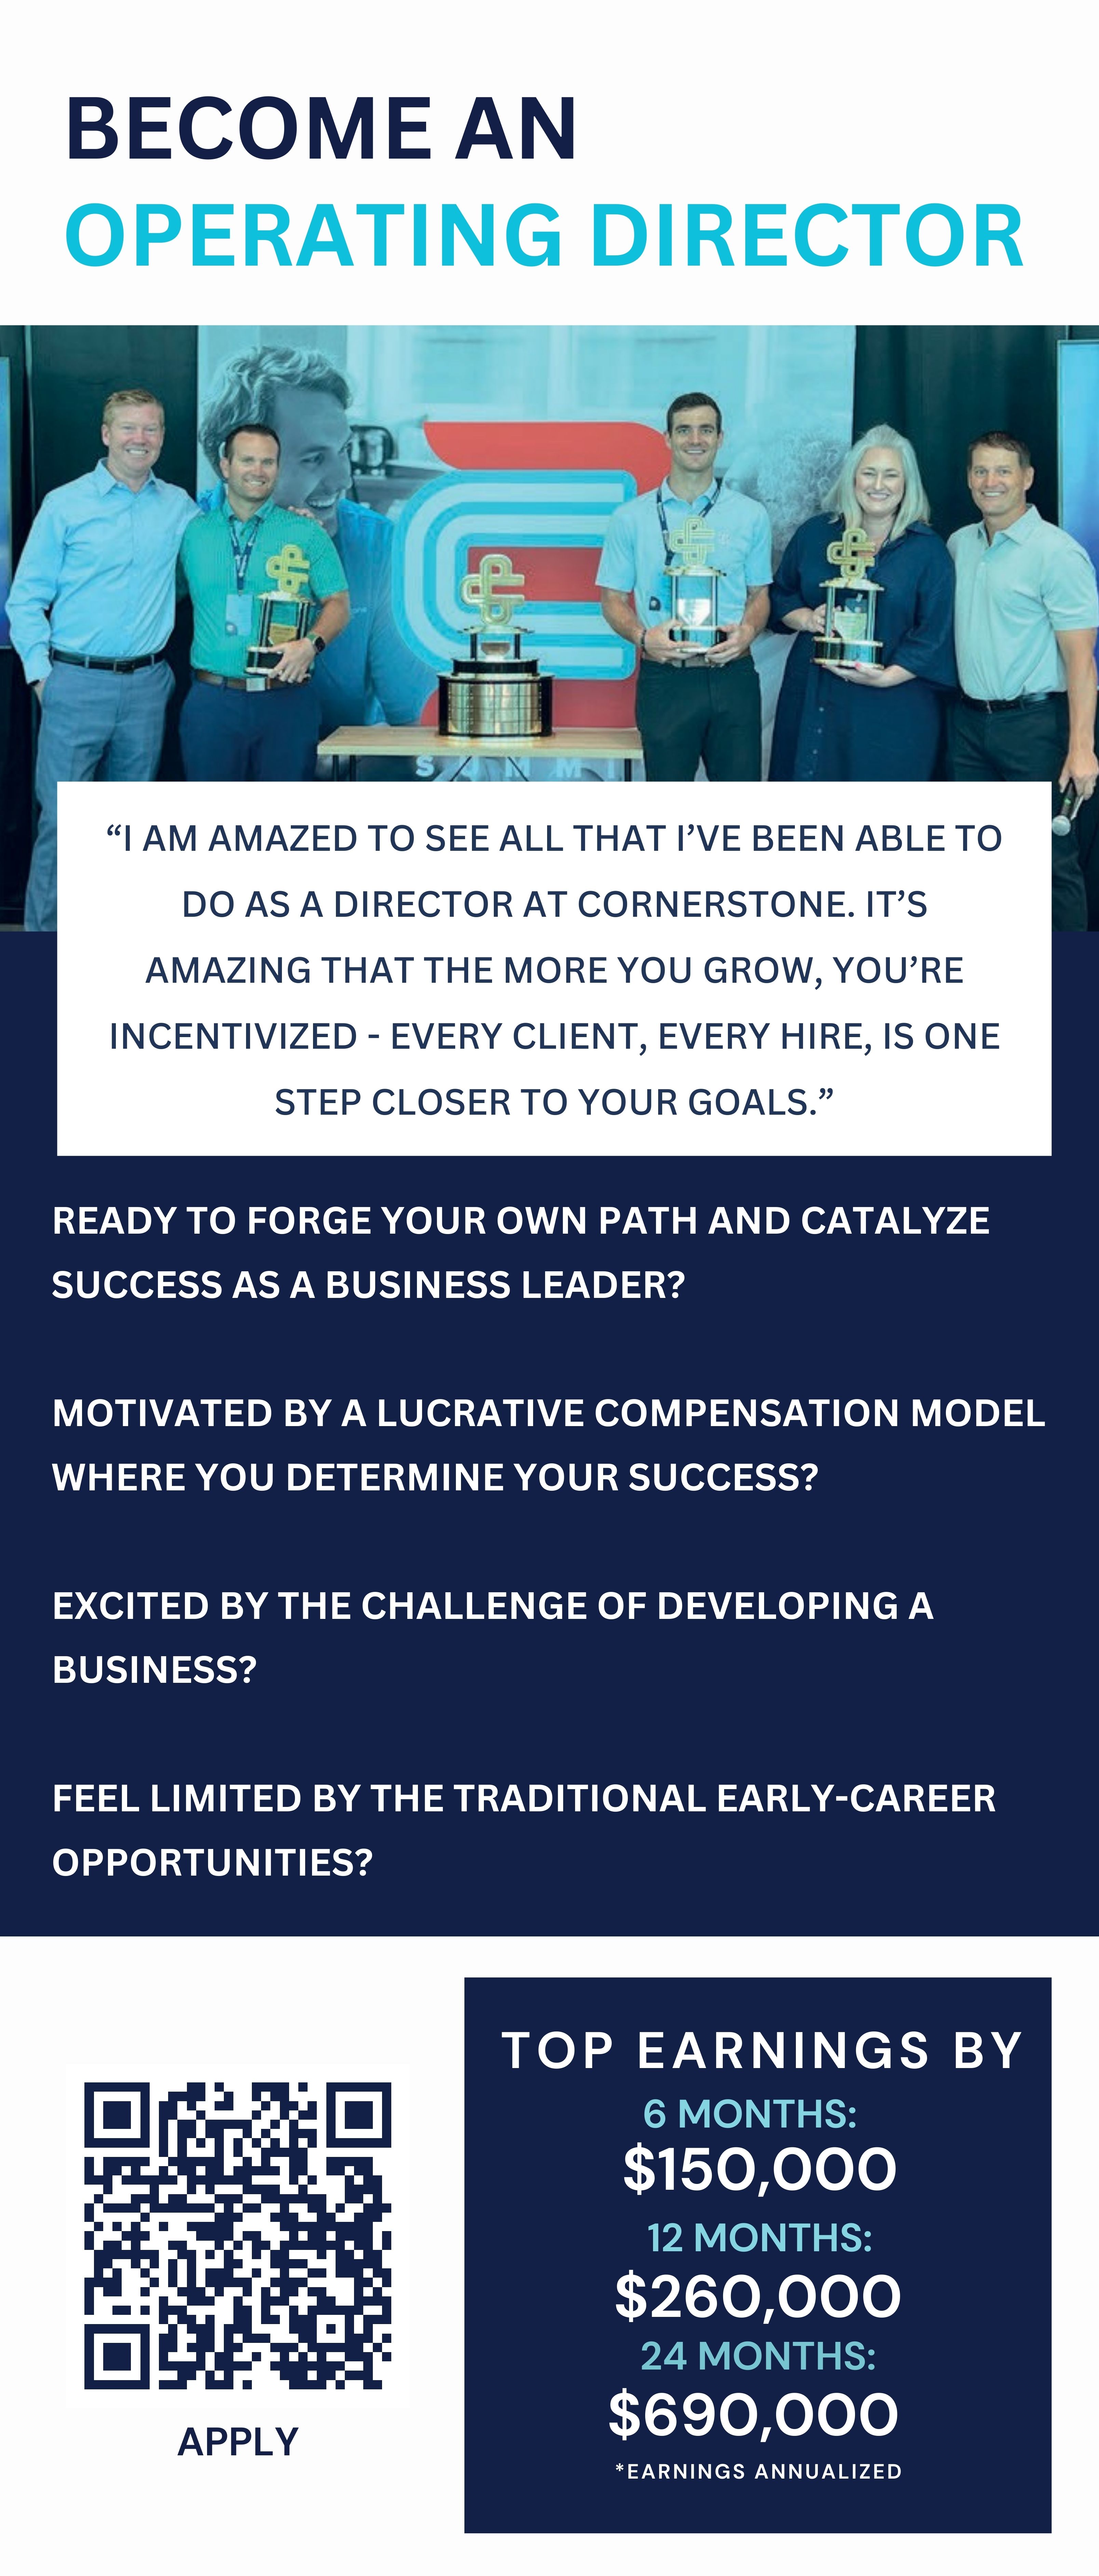 BECOME AN
OPERATING DIRECTOR
SUMMI
“I AM AMAZED TO SEE ALL THAT I’VE BEEN ABLE TO
DO AS A DIRECTOR AT CORNERSTONE. IT’S
AMAZING THAT THE MORE YOU GROW, YOU’RE
INCENTIVIZED - EVERY CLIENT, EVERY HIRE, IS ONE
STEP CLOSER TO YOUR GOALS.”
READY TO FORGE YOUR OWN PATH AND CATALYZE
SUCCESS AS A BUSINESS LEADER?
MOTIVATED BY A LUCRATIVE COMPENSATION MODEL
WHERE YOU DETERMINE YOUR SUCCESS?
EXCITED BY THE CHALLENGE OF DEVELOPING A
BUSINESS?
FEEL LIMITED BY THE TRADITIONAL EARLY-CAREER
OPPORTUNITIES?
APPLY
TOP EARNINGS BY
6 MONTHS:
$150,000
12 MONTHS:
$260,000
24 MONTHS:
$690,000
*EARNINGS ANNUALIZED